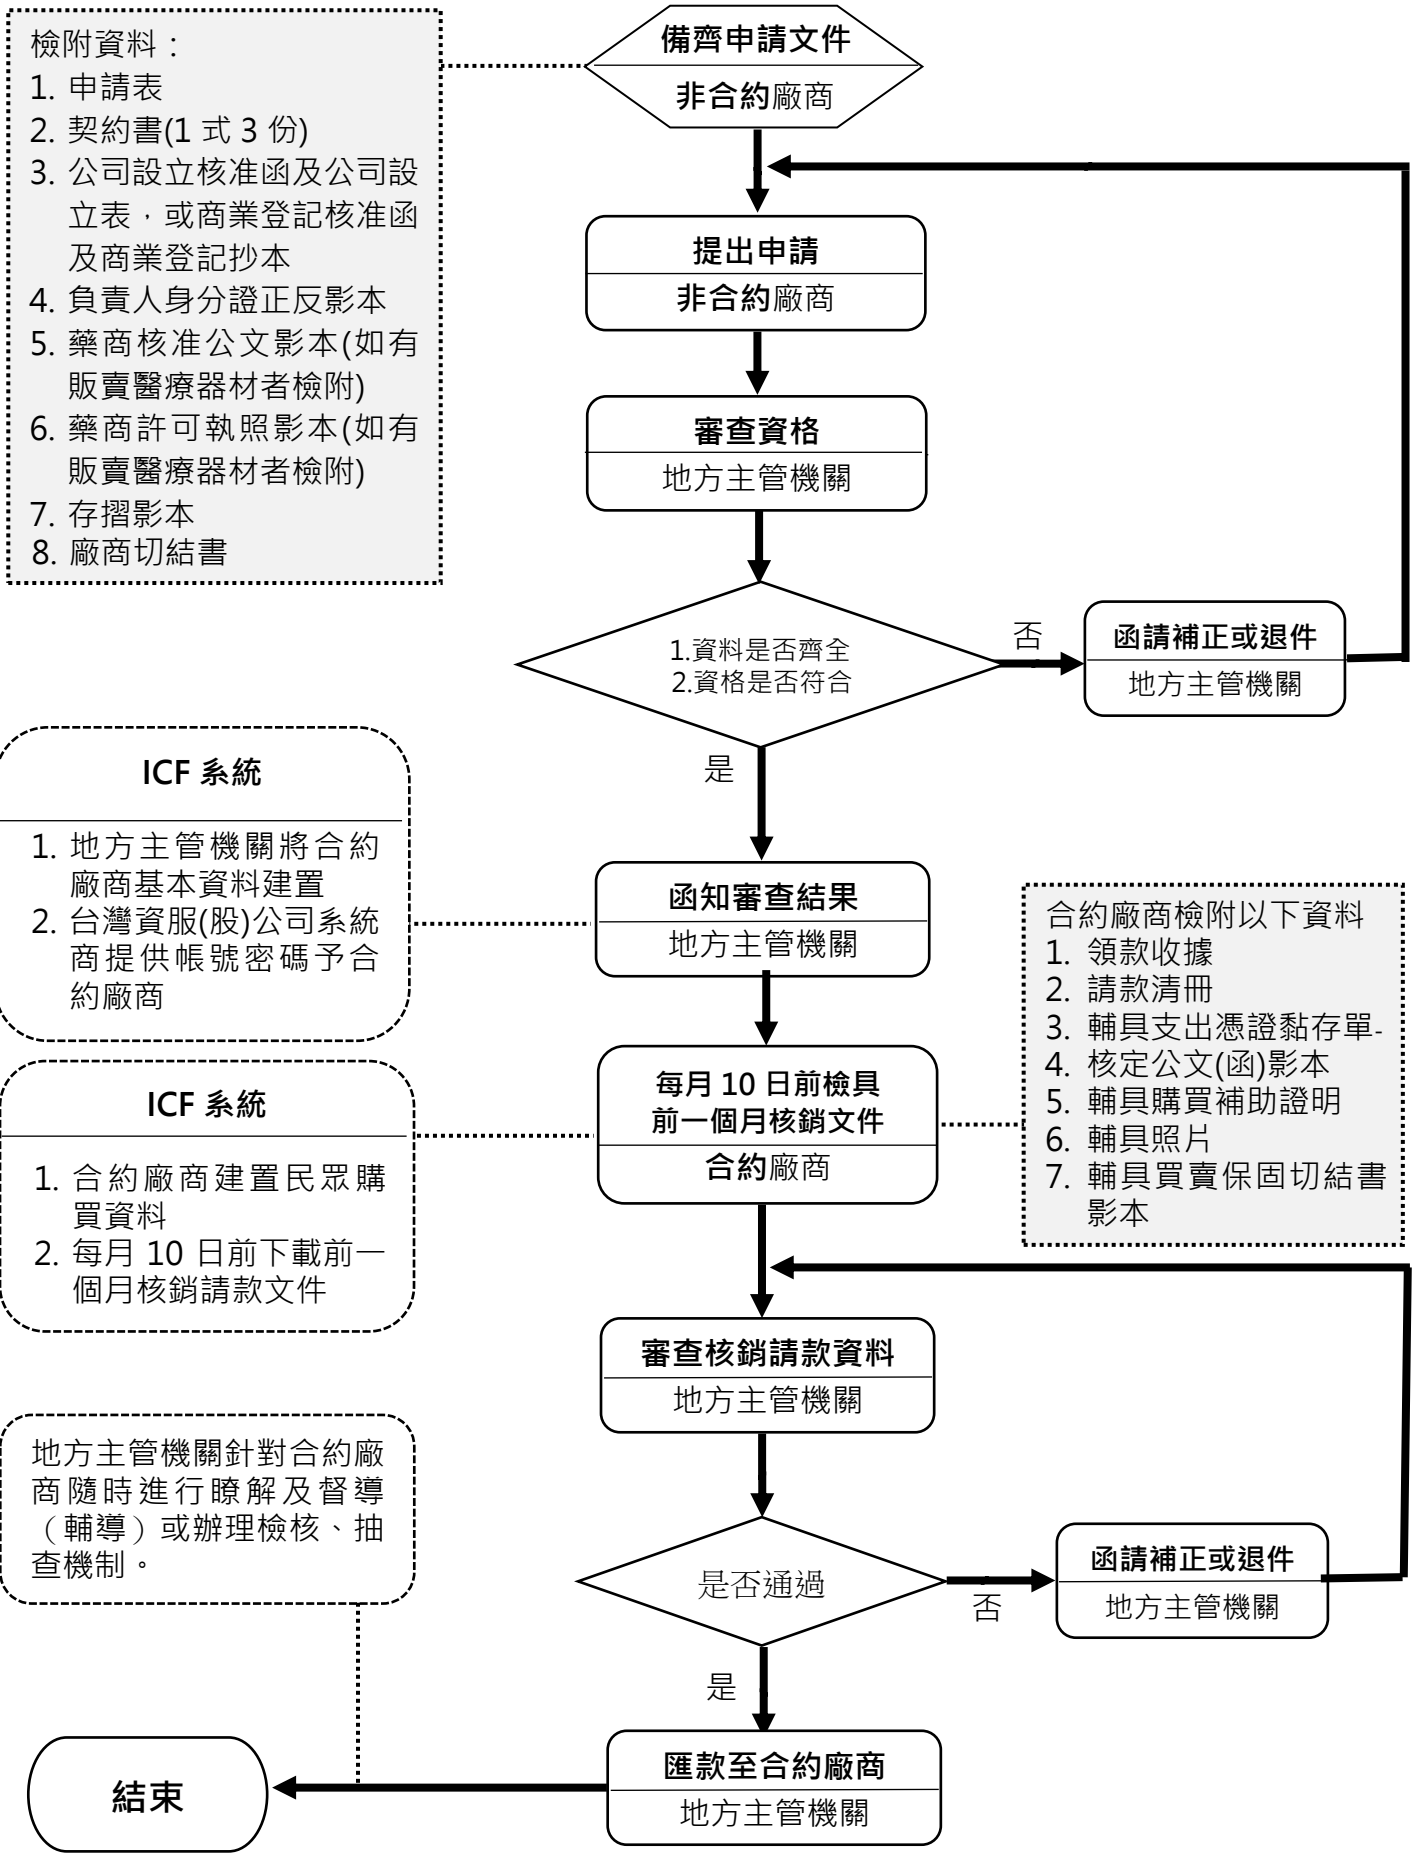 備齊申請文件
非合約廠商
檢附資料：
1. 申請表
2. 契約書(1 式 3 份)
3. 公司設立核准函及公司設
立表，或商業登記核准函
及商業登記抄本
4. 負責人身分證正反影本
5. 藥商核准公文影本(如有
販賣醫療器材者檢附)
6. 藥商許可執照影本(如有
販賣醫療器材者檢附)
7. 存摺影本
8. 廠商切結書
提出申請
非合約廠商
審查資格
地方主管機關
1.資料是否齊全
2.資格是否符合
否
函請補正或退件
地方主管機關
是
ICF 系統
1. 地方主管機關將合約
廠商基本資料建置
2. 台灣資服(股)公司系統
商提供帳號密碼予合
約廠商
函知審查結果
地方主管機關
合約廠商檢附以下資料
1. 領款收據
2. 請款清冊
3. 輔具支出憑證黏存單-
4. 核定公文(函)影本
5. 輔具購買補助證明
6. 輔具照片
7. 輔具買賣保固切結書
影本
ICF 系統
1. 合約廠商建置民眾購
買資料
2. 每月 10 日前下載前一
個月核銷請款文件
每月 10 日前檢具
前一個月核銷文件
合約廠商
審查核銷請款資料
地方主管機關
地方主管機關針對合約廠
商隨時進行瞭解及督導
（輔導）或辦理檢核、抽
查機制。
是否通過
否
函請補正或退件
地方主管機關
是
匯款至合約廠商
地方主管機關
結束